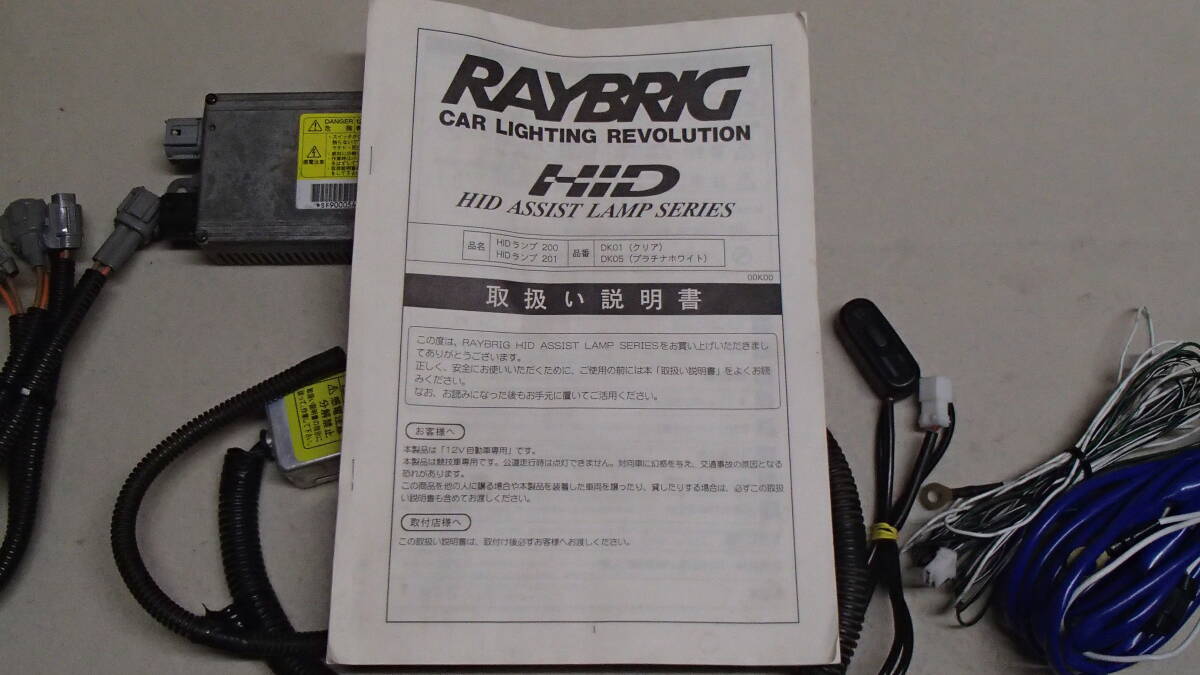 RAYBRIG
CAR LIGHTING REVOLUTION
HID
HID ASSIST LAMP SERIES
品名 HIDランプ 200 品番 DK01（クリア）
HIDランプ 201 DK05（プラチナホワイト）
00K00
取扱い説明書
この度は、RAYBRIG HID ASSIST LAMP SERIESをお買い上げいただきまし
てありがとうございます。
正しく、安全にお使いいただくために、ご使用の前には本「取扱い説明書」をよくお読
みください。
なお、お読みになった後もお手元に置いてご活用ください。
お客様へ
本製品は「12V自動車専用」です。
本製品は競技車専用です。公道走行時は点灯できません。対向車に幻惑を与え、交通事故の原因となる
恐れがあります。
この商品を他の人に譲る場合や本製品を装着した車両を譲ったり、貸したりする場合は、必ずこの取扱
い説明書も含めてお渡しください。
取付店様へ
この取扱い説明書は、取付け後必ずお客様へお渡しください。
1
DANGER
感電注意
分解禁止